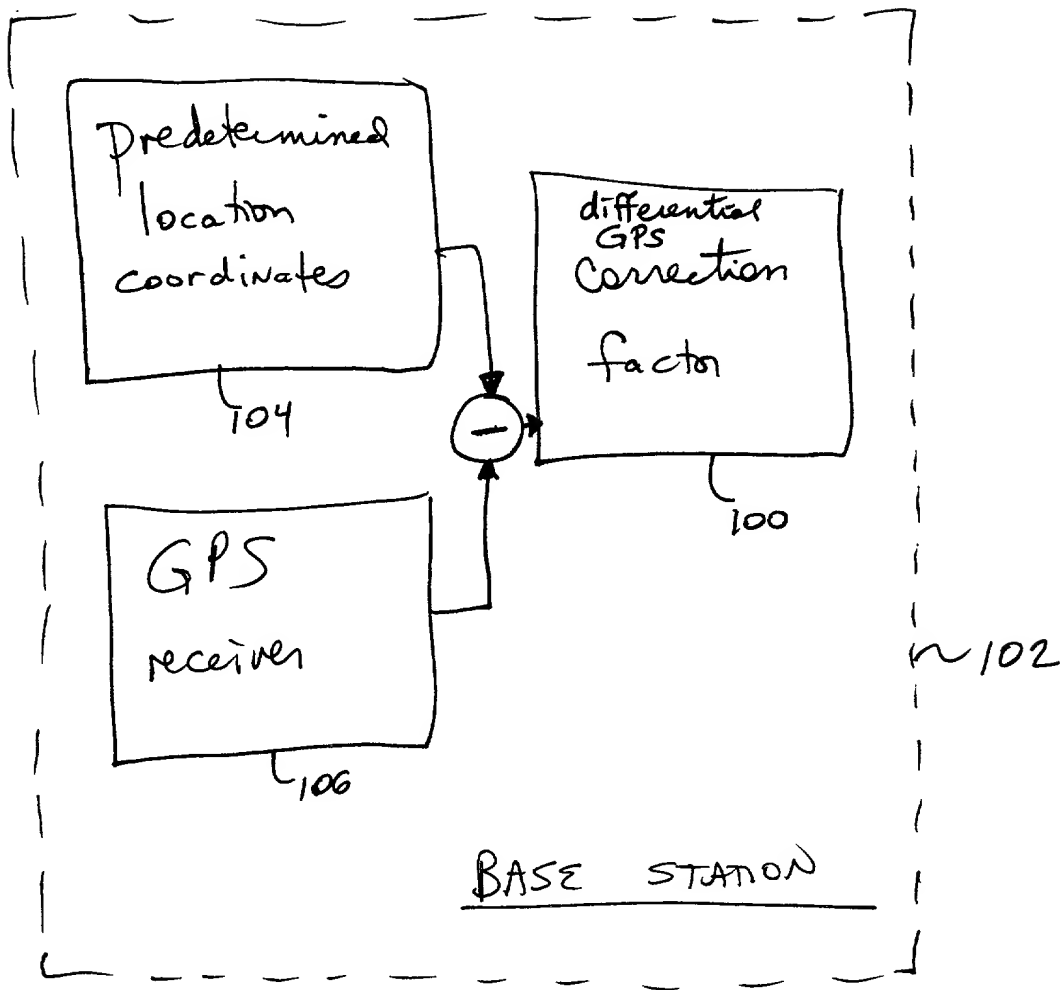 Predetermined
location
coordinates
104
differential
GPS
Correction
factor
100
—
GPS
receiver
106
102
BASE STATION